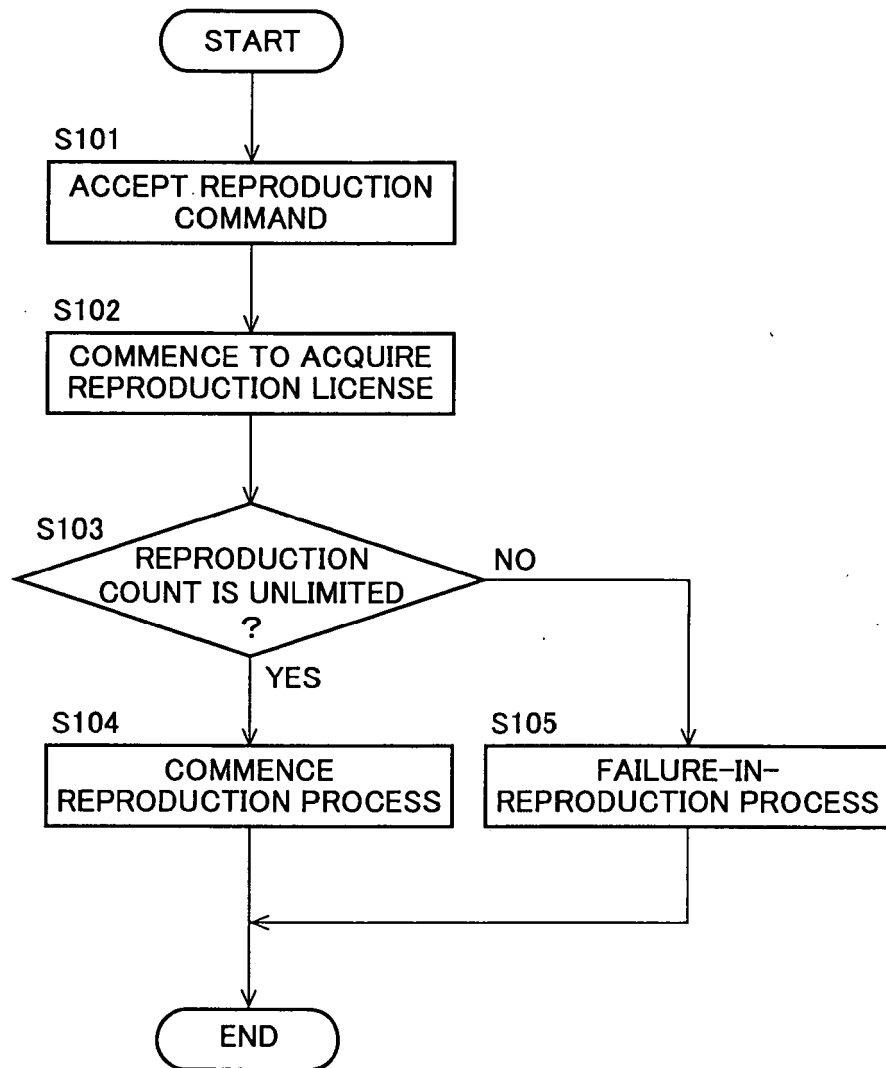 START
S101
ACCEPT REPRODUCTION
COMMAND
S102
COMMENCE TO ACQUIRE
REPRODUCTION LICENSE
S103
REPRODUCTION
COUNT IS UNLIMITED
?
NO
YES
S104
COMMENCE
REPRODUCTION PROCESS
S105
FAILURE-IN-
REPRODUCTION PROCESS
END